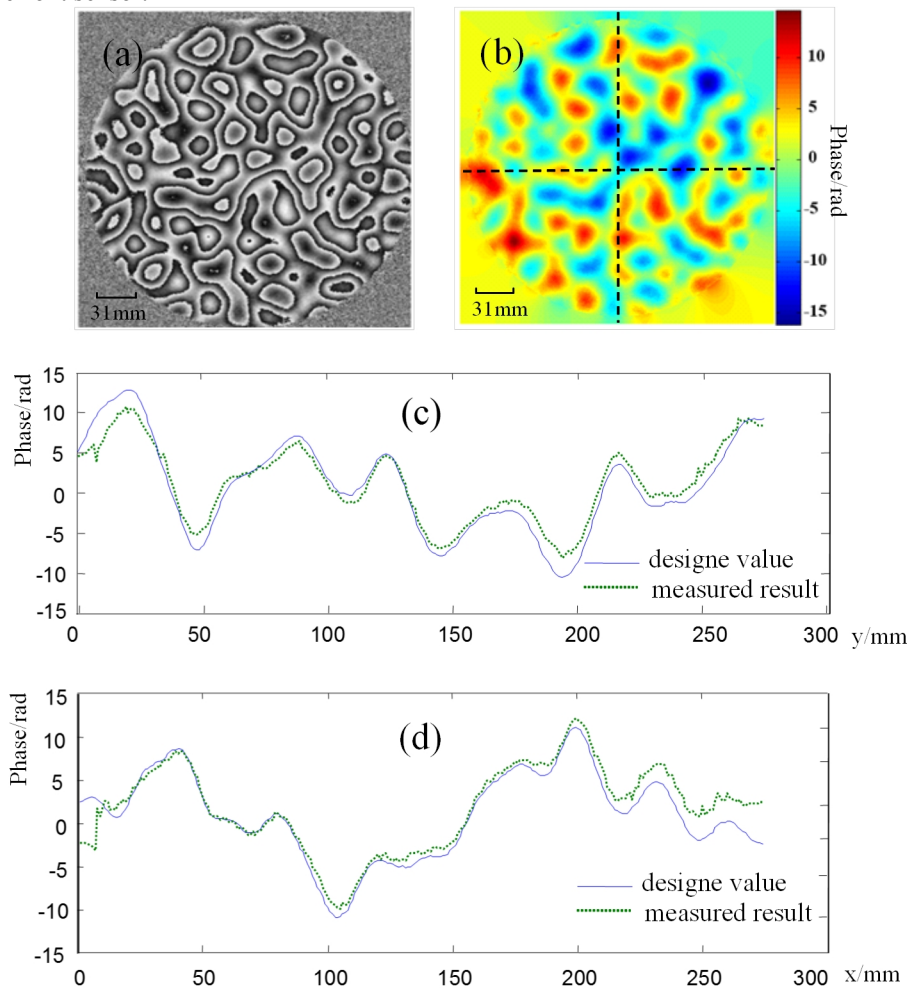 (a)
31mm
(b)
31mm
10
5
0
-5
-10
-15
Phase/rad
(c)
Phase/rad
15
10
5
0
-5
-10
-15
0 50 100 150 200 250 300 y/mm
designe value
measured result
(d)
Phase/rad
15
10
5
0
-5
-10
-15
0 50 100 150 200 250 300 x/mm
designe value
measured result